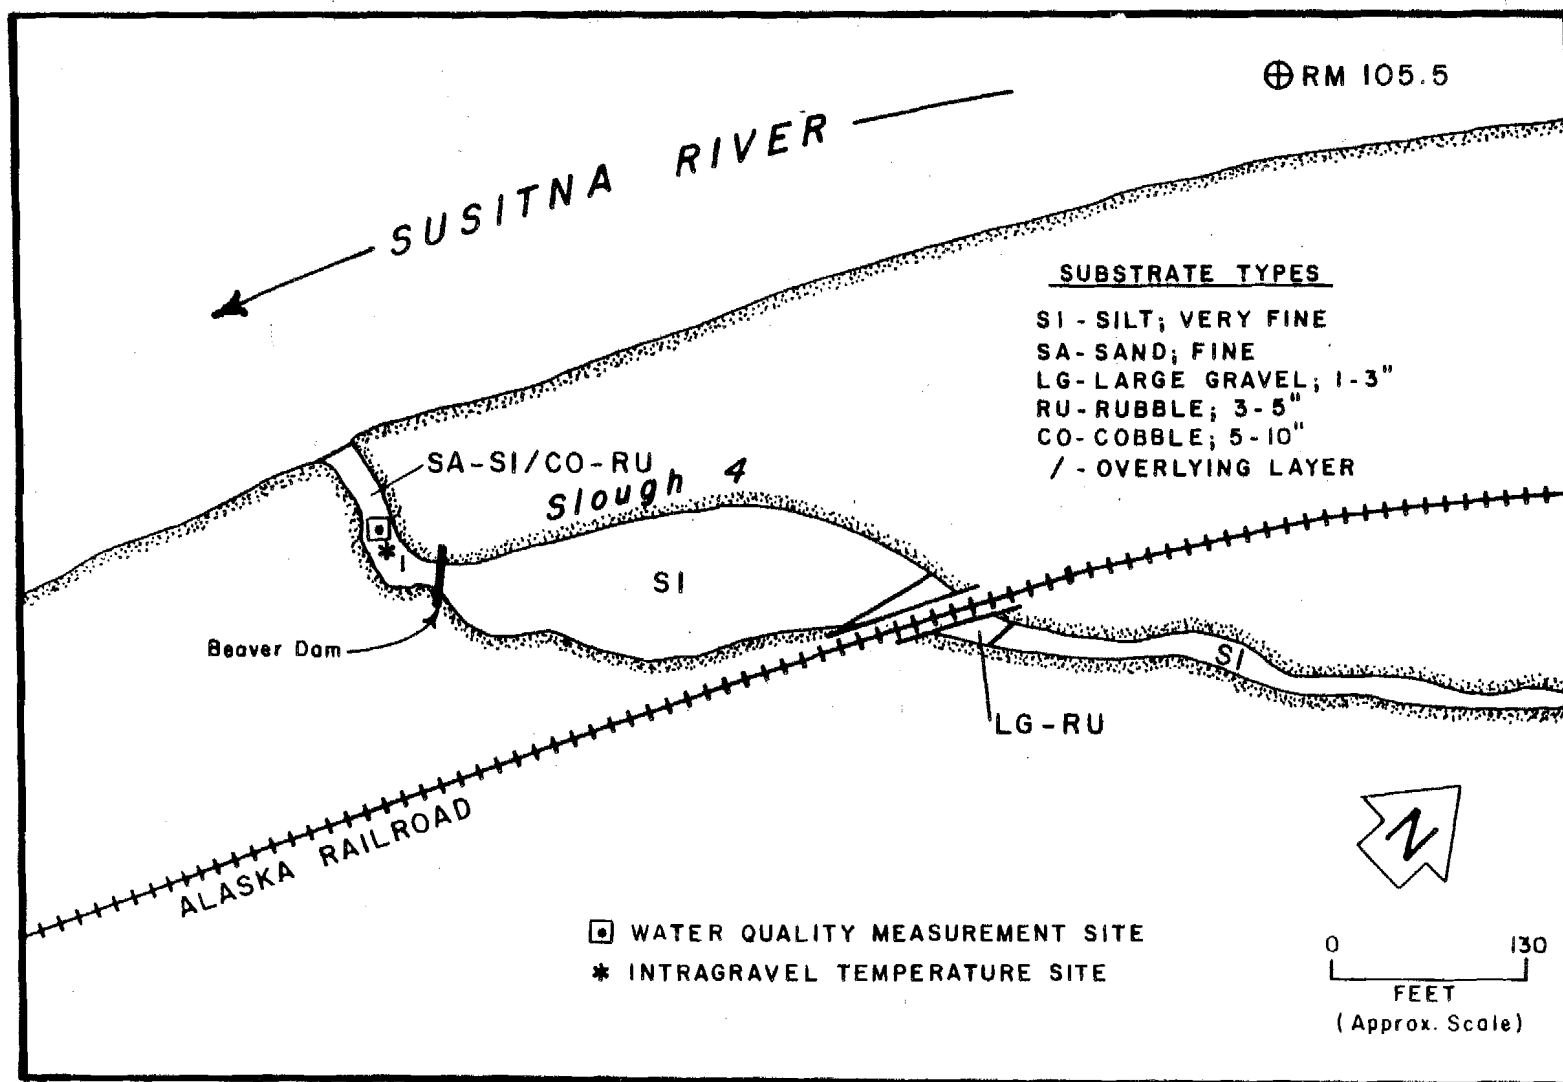 ⊕ RM 105.5
SUSITNA RIVER
SUBSTRATE TYPES
SI - SILT; VERY FINE
SA - SAND; FINE
LG - LARGE GRAVEL; 1-3"
RU - RUBBLE; 3-5"
CO - COBBLE; 5-10"
/ - OVERLYING LAYER
SA-SI/CO-RU
Slough 4
SI
1
Beaver Dam
SI
LG-RU
ALASKA RAILROAD
N
WATER QUALITY MEASUREMENT SITE
* INTRAGRAVEL TEMPERATURE SITE
0 130
FEET
(Approx. Scale)